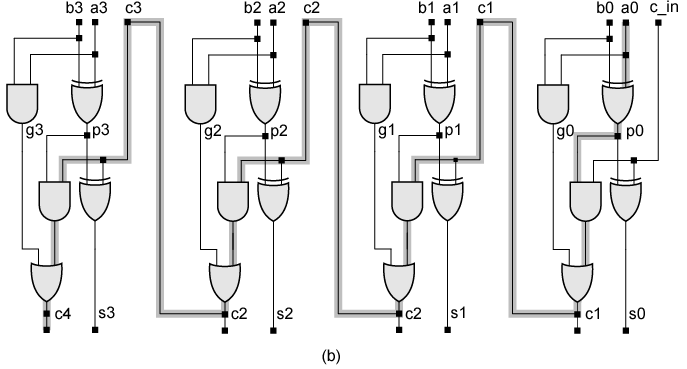 b3 a3 c3 b2 a2 c2 b1 a1 c1 b0 a0 c_in
g3 p3 g2 p2 g1 p1 g0 p0
c4 s3 c2 s2 c2 s1 c1 s0
(b)